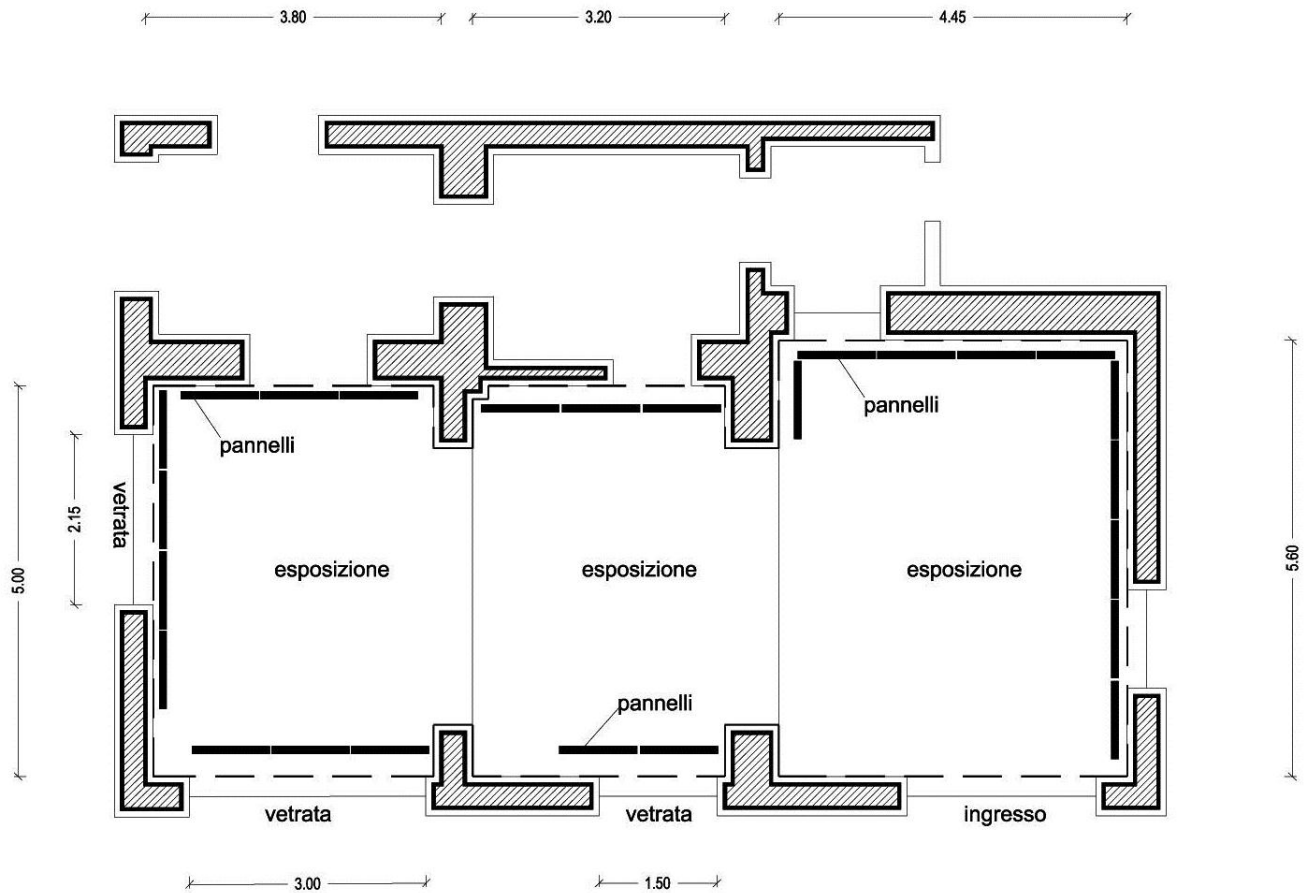 3.80
3.20
4.45
pannelli
pannelli
vetrata
2.15
5.00
5.60
esposizione
esposizione
esposizione
pannelli
vetrata
vetrata
ingresso
3.00
1.50